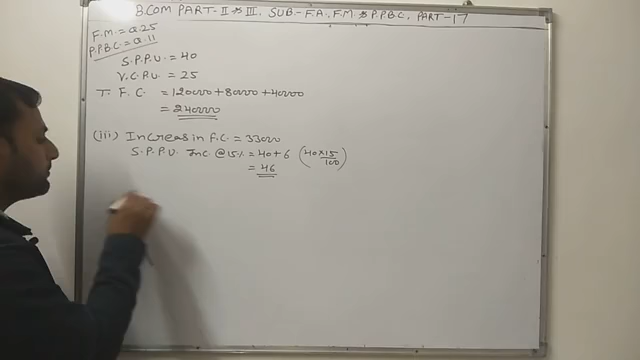 B.COM PART-II & III, SUB.-F.A, F.M. & P.P.B.C., PART-17
F.M. = Q.25
P.P.B.C. = Q.11
S.P.P.U. = 40
V.C.P.U. = 25
T. F. C. = 120000 + 80000 + 40000
= 240000
(iii) Increas in F.C. = 33000
S.P.P.U. Inc. @ 15% = 40 + 6 (40×15/100)
= 46